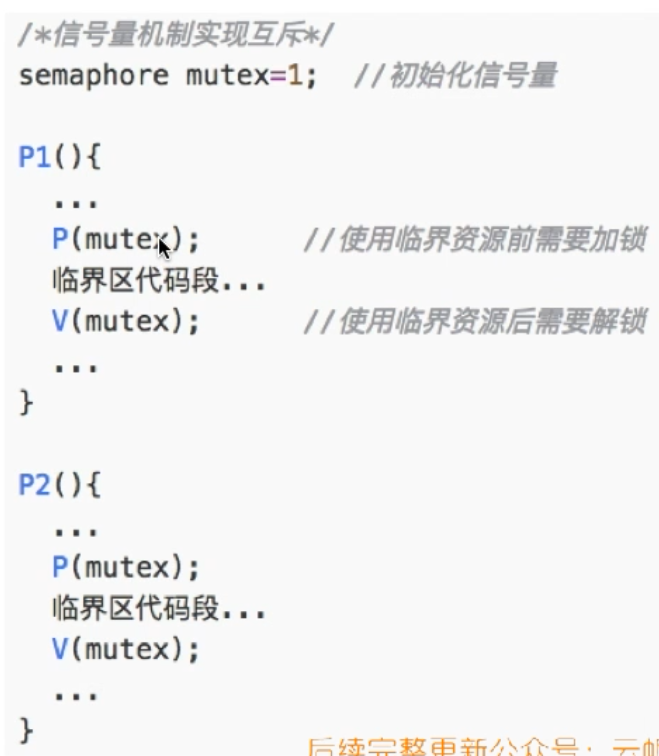 /*信号量机制实现互斥*/
semaphore mutex=1;  //初始化信号量
P1(){
...
P(mutex);  //使用临界资源前需要加锁
临界区代码段...
V(mutex);  //使用临界资源后需要解锁
...
}
P2(){
...
P(mutex);
临界区代码段...
V(mutex);
...
}
后续完整更新公众号：云